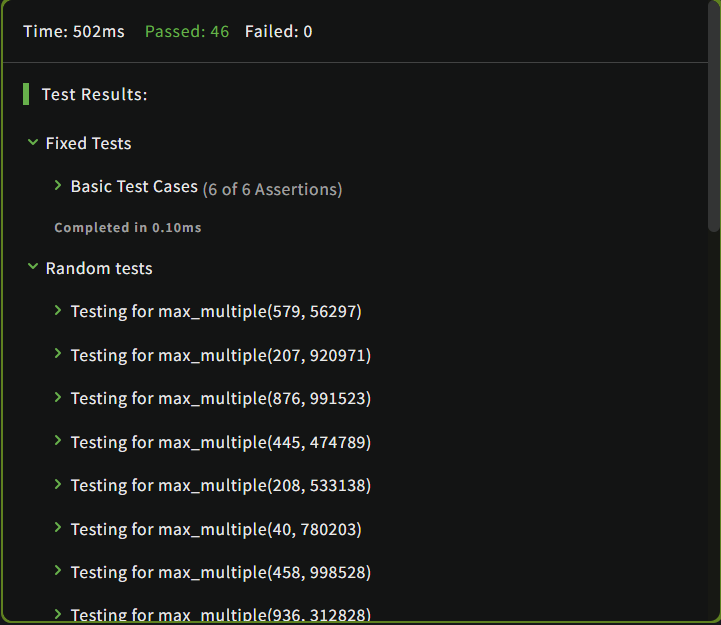 Time: 502ms Passed: 46 Failed: 0
Test Results:
Fixed Tests
Basic Test Cases (6 of 6 Assertions)
Completed in 0.10ms
Random tests
Testing for max_multiple(579, 56297)
Testing for max_multiple(207, 920971)
Testing for max_multiple(876, 991523)
Testing for max_multiple(445, 474789)
Testing for max_multiple(208, 533138)
Testing for max_multiple(40, 780203)
Testing for max_multiple(458, 998528)
Testing for max_multiple(936, 312828)